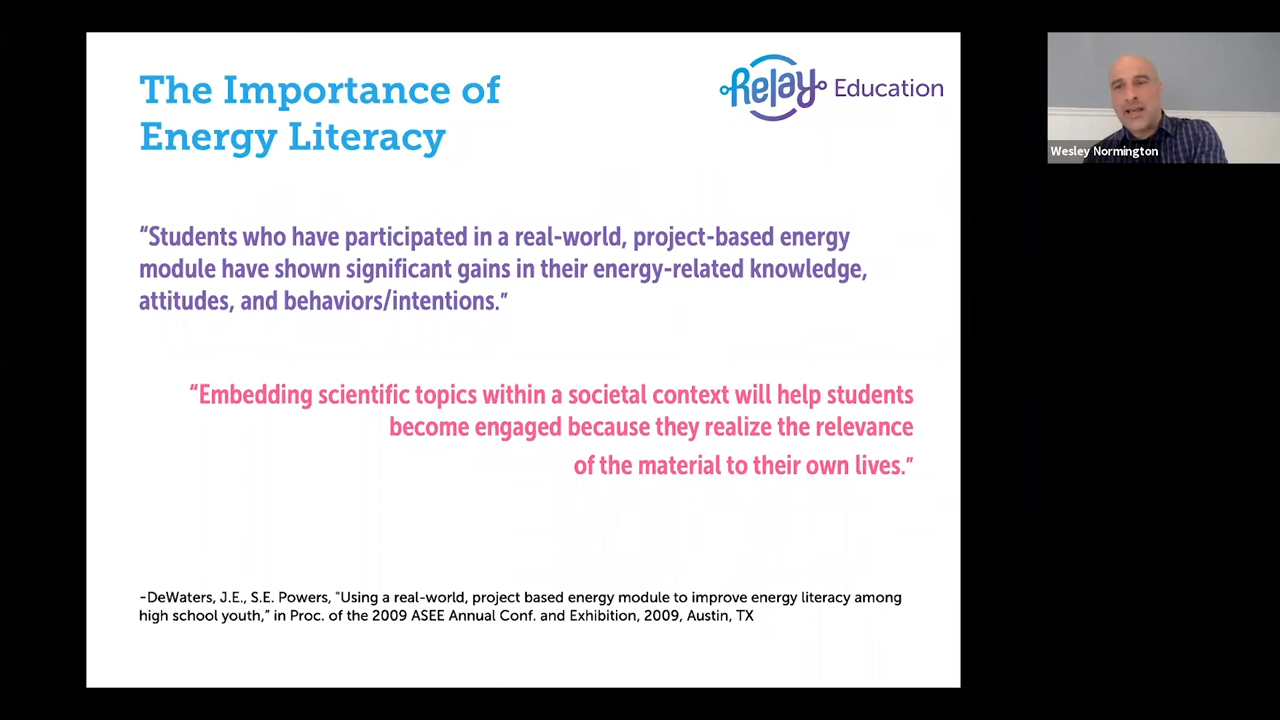 The Importance of
Energy Literacy
Relay Education
Wesley Normington
“Students who have participated in a real-world, project-based energy
module have shown significant gains in their energy-related knowledge,
attitudes, and behaviors/intentions.”
“Embedding scientific topics within a societal context will help students
become engaged because they realize the relevance
of the material to their own lives.”
-DeWaters, J.E., S.E. Powers, "Using a real-world, project based energy module to improve energy literacy among
high school youth,” in Proc. of the 2009 ASEE Annual Conf. and Exhibition, 2009, Austin, TX